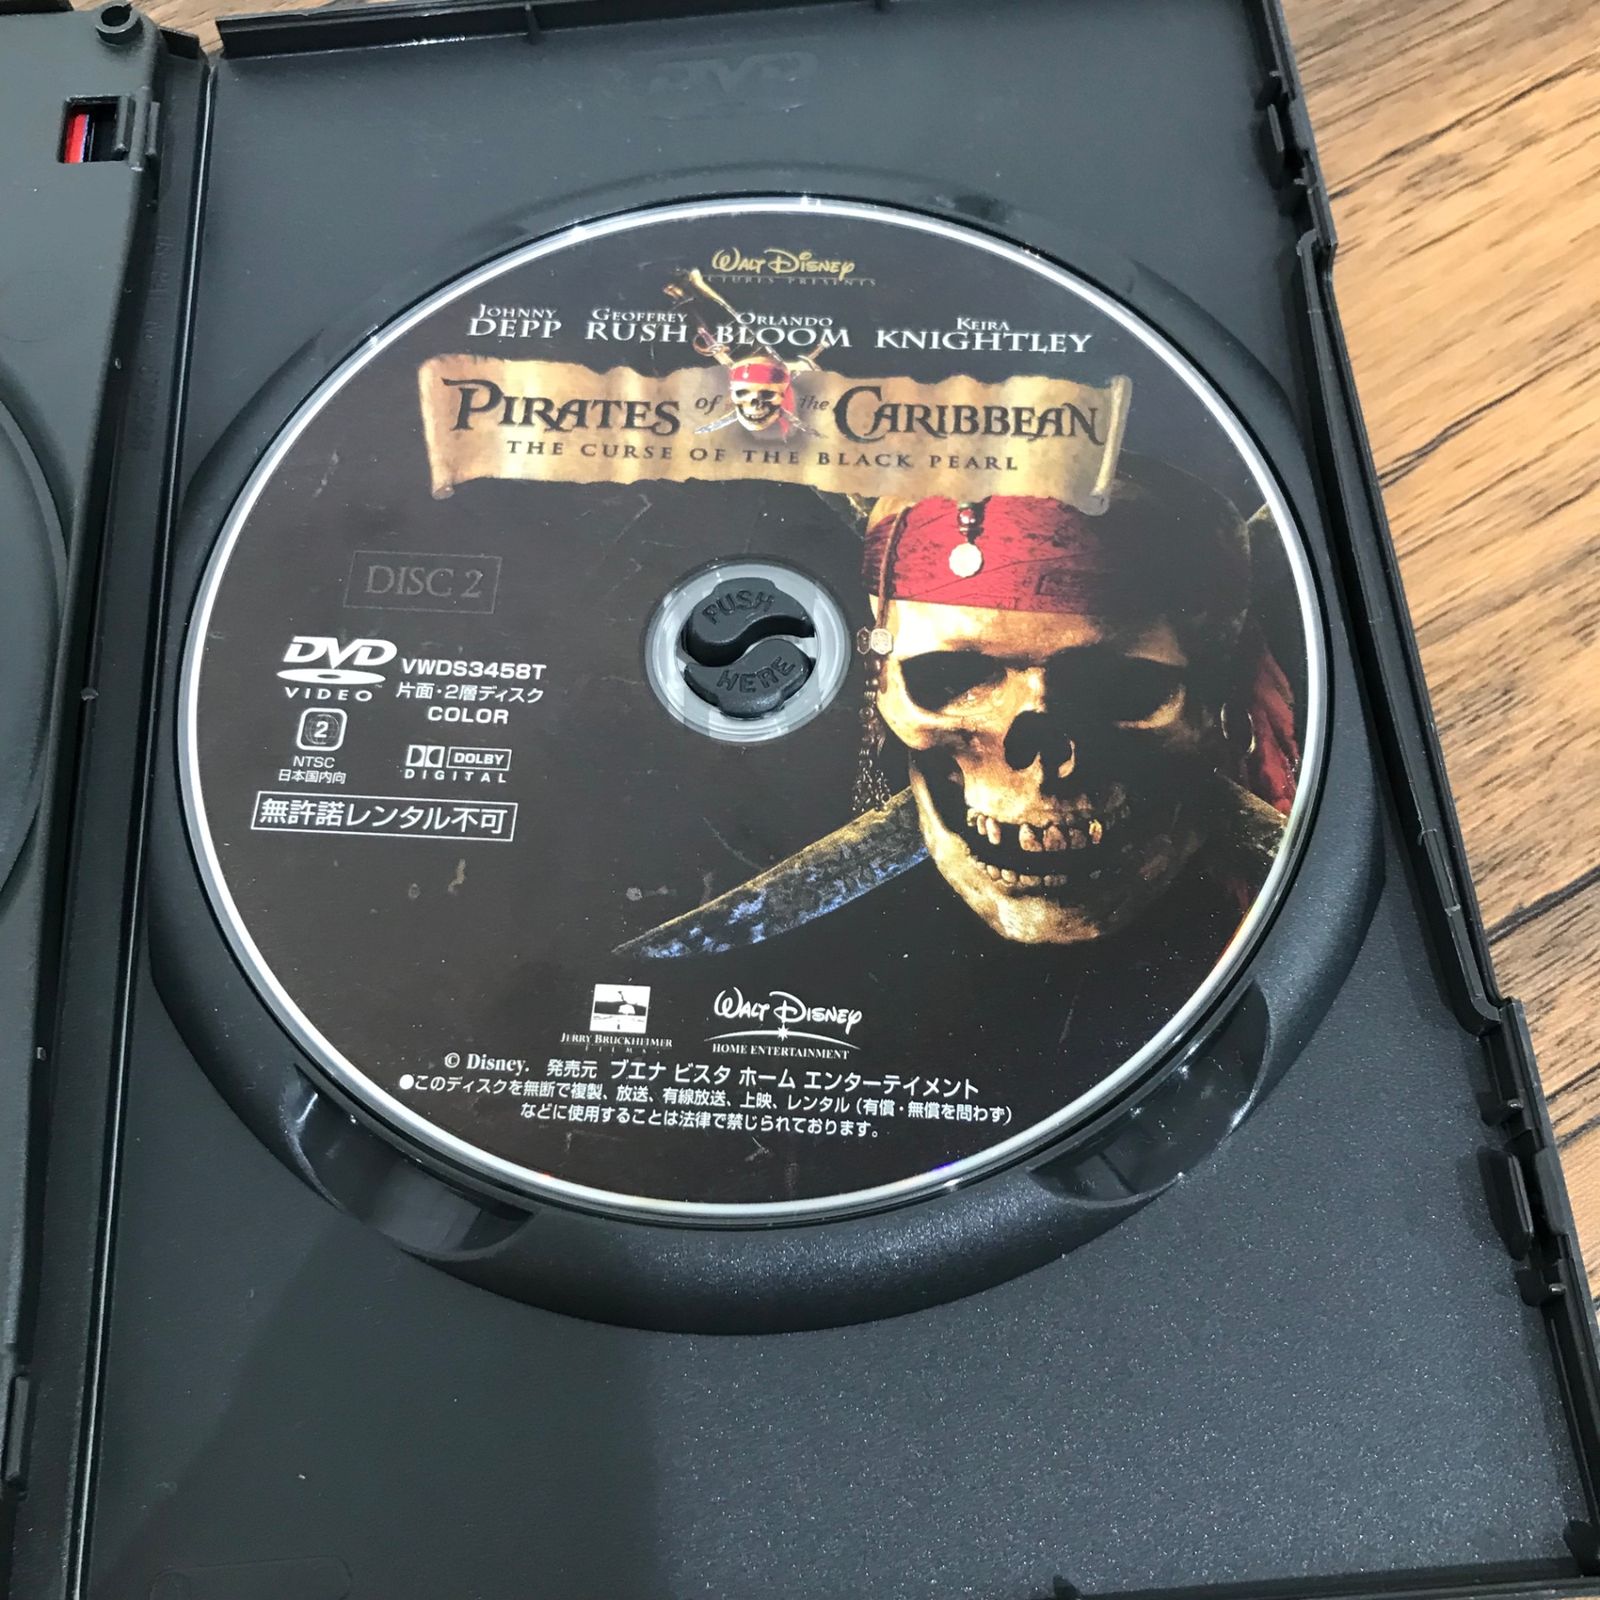 DVD
WALT DISNEY
PICTURES PRESENTS
JOHNNY DEPP GEOFFREY RUSH ORLANDO BLOOM KEIRA KNIGHTLEY
PIRATES of the CARIBBEAN
THE CURSE OF THE BLACK PEARL
DISC 2
PUSH
HERE
DVD VWDS3458T
VIDEO™ 片面・2層ディスク
COLOR
2
NTSC
日本国内向
DOLBY
DIGITAL
無許諾レンタル不可
JERRY BRUCKHEIMER
FILMS
WALT DISNEY
HOME ENTERTAINMENT
© Disney. 発売元 ブエナ ビスタ ホーム エンターテイメント
●このディスクを無断で複製、放送、有線放送、上映、レンタル（有償・無償を問わず）
などに使用することは法律で禁じられております。